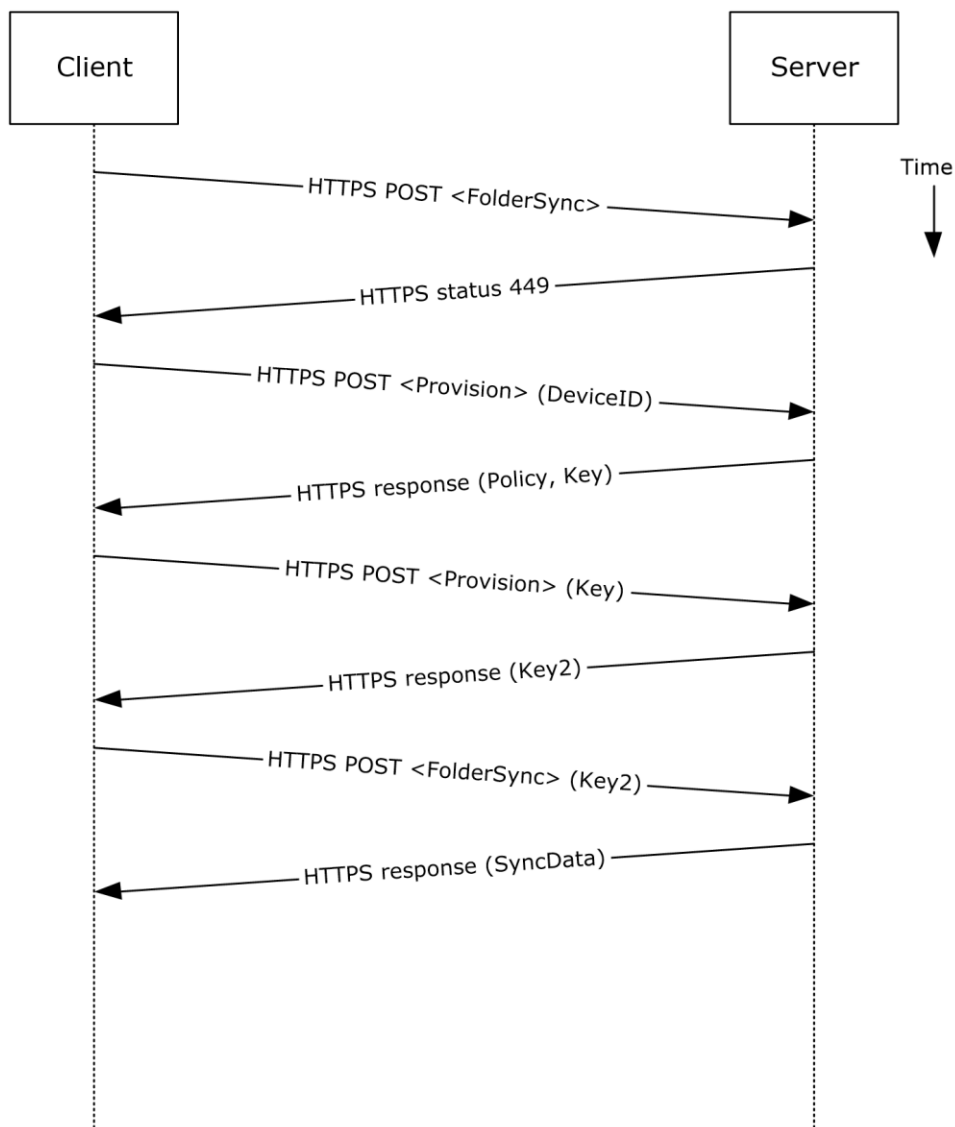 Client
Server
Time
HTTPS POST <FolderSync>
HTTPS status 449
HTTPS POST <Provision> (DeviceID)
HTTPS response (Policy, Key)
HTTPS POST <Provision> (Key)
HTTPS response (Key2)
HTTPS POST <FolderSync> (Key2)
HTTPS response (SyncData)